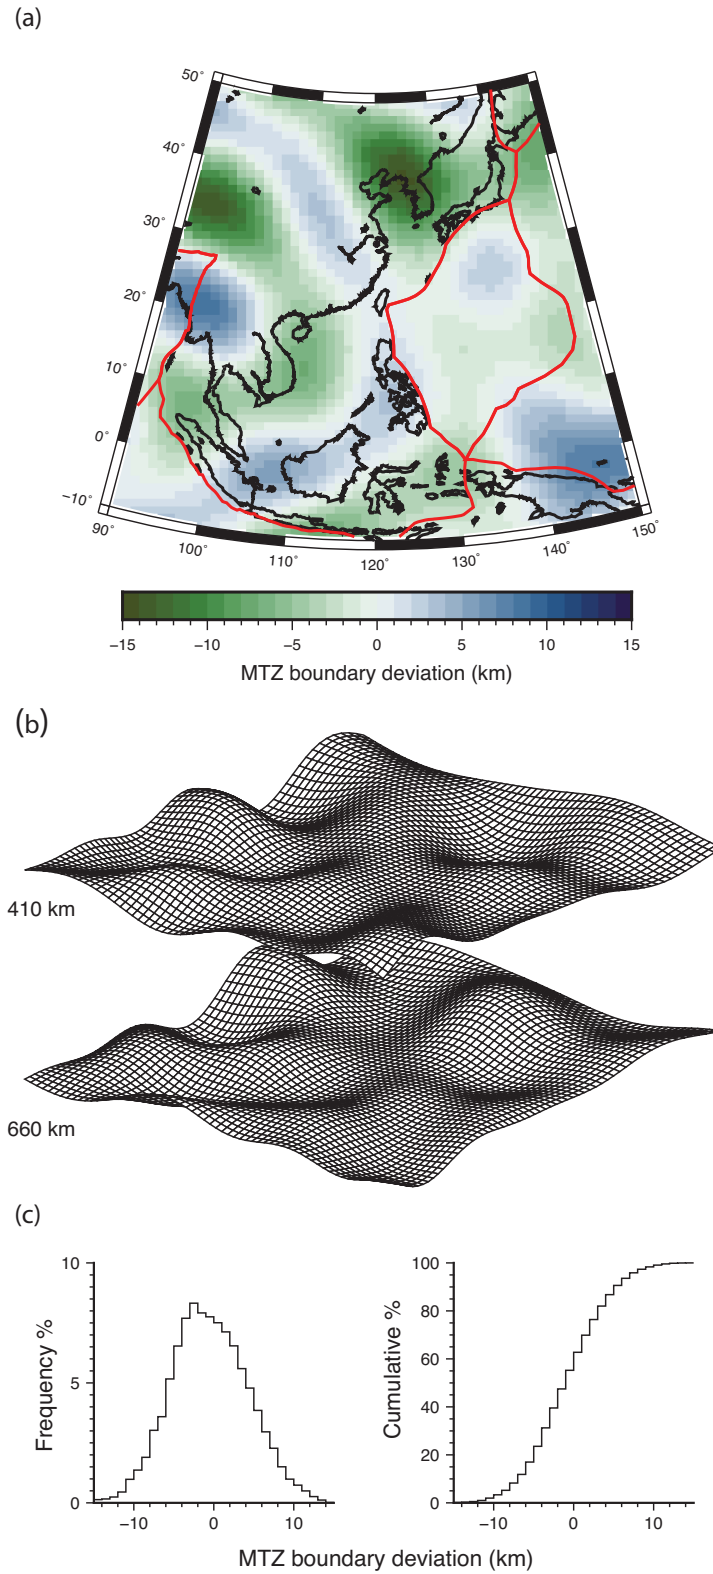 (a)
50°
40°
30°
20°
10°
0°
−10°
90°
100°
110°
120°
130°
140°
150°
−15 −10 −5 0 5 10 15
MTZ boundary deviation (km)
(b)
410 km
660 km
(c)
10
5
0
Frequency %
−10 0 10
100
80
60
40
20
0
Cumulative %
−10 0 10
MTZ boundary deviation (km)